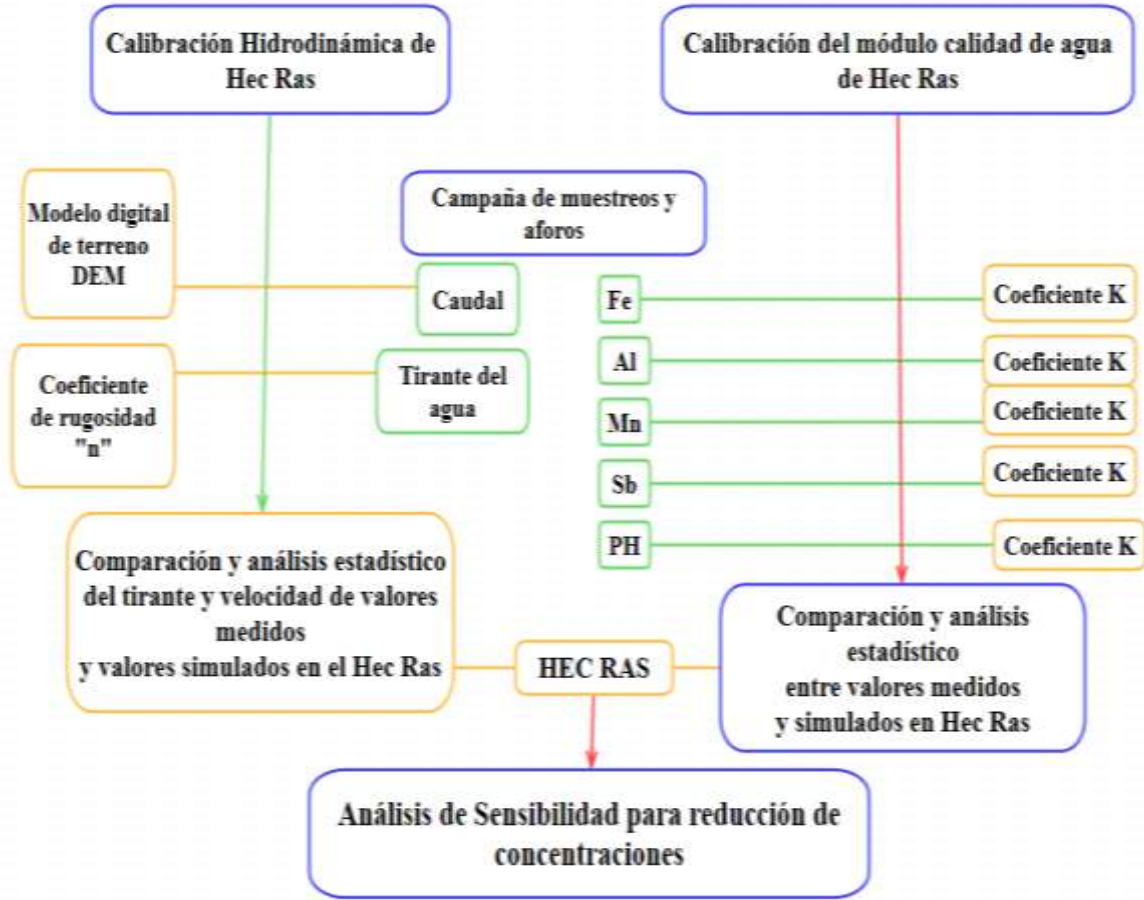 Calibración Hidrodinámica de
Hec Ras
Calibración del módulo calidad de agua
de Hec Ras
Modelo digital
de terreno
DEM
Campaña de muestreos y
aforos
Caudal
Coeficiente
de rugosidad
"n"
Tirante del
agua
Fe
Coeficiente K
Al
Coeficiente K
Mn
Coeficiente K
Sb
Coeficiente K
PH
Coeficiente K
Comparación y análisis estadístico
del tirante y velocidad de valores
medidos
y valores simulados en el Hec Ras
HEC RAS
Comparación y análisis
estadístico
entre valores medidos
y simulados en Hec Ras
Análisis de Sensibilidad para reducción de
concentraciones